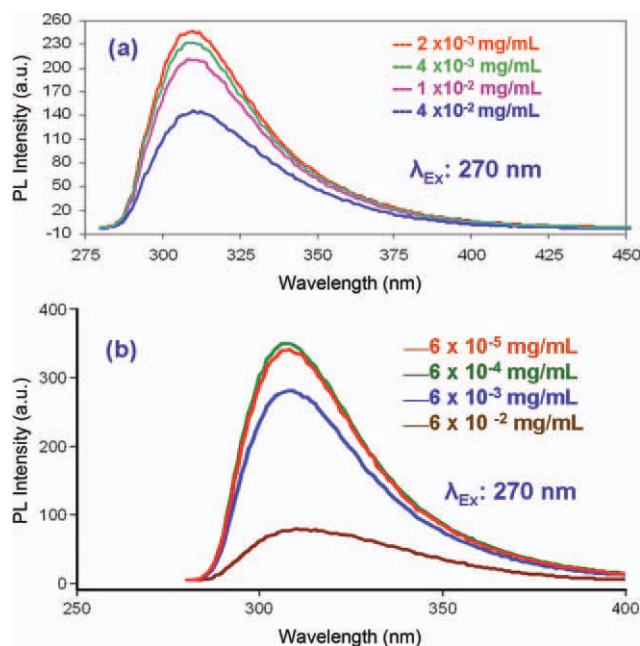 (a)
PL Intensity (a.u.)
260
230
200
170
140
110
80
50
20
-10
--- 2 x10⁻³ mg/mL
--- 4 x10⁻³ mg/mL
--- 1 x10⁻² mg/mL
--- 4 x10⁻² mg/mL
λEx: 270 nm
275 300 325 350 375 400 425 450
Wavelength (nm)
(b)
PL Intensity (a.u.)
400
300
200
100
0
—6 x 10⁻⁵ mg/mL
—6 x 10⁻⁴ mg/mL
—6 x 10⁻³ mg/mL
—6 x 10⁻² mg/mL
λEx: 270 nm
250 300 350 400
Wavelength (nm)